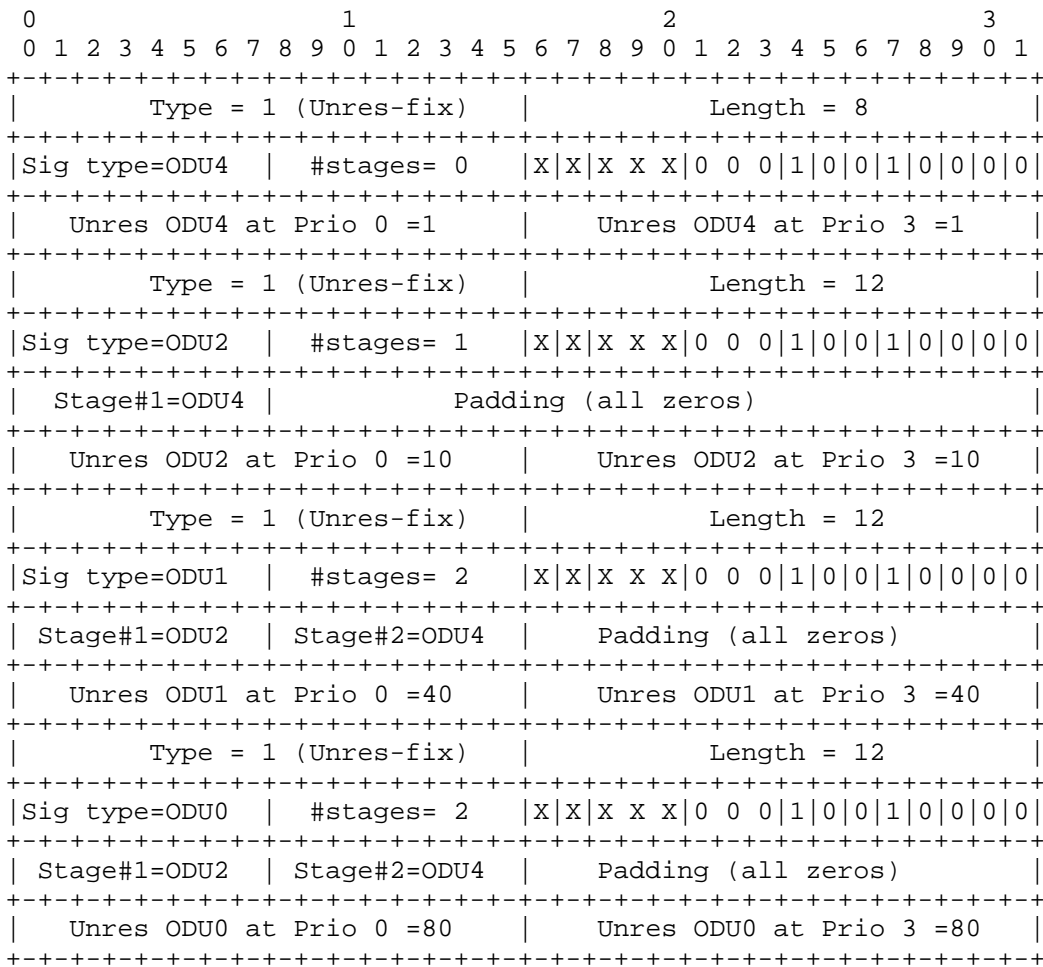 0                   1                   2                   3
 0 1 2 3 4 5 6 7 8 9 0 1 2 3 4 5 6 7 8 9 0 1 2 3 4 5 6 7 8 9 0 1
+-+-+-+-+-+-+-+-+-+-+-+-+-+-+-+-+-+-+-+-+-+-+-+-+-+-+-+-+-+-+-+-+
|        Type = 1 (Unres-fix)   |           Length = 8          |
+-+-+-+-+-+-+-+-+-+-+-+-+-+-+-+-+-+-+-+-+-+-+-+-+-+-+-+-+-+-+-+-+
|Sig type=ODU4  |  #stages= 0   |X|X|X X X|0 0 0|1|0|0|1|0|0|0|0|
+-+-+-+-+-+-+-+-+-+-+-+-+-+-+-+-+-+-+-+-+-+-+-+-+-+-+-+-+-+-+-+-+
|   Unres ODU4 at Prio 0 =1     |    Unres ODU4 at Prio 3 =1    |
+-+-+-+-+-+-+-+-+-+-+-+-+-+-+-+-+-+-+-+-+-+-+-+-+-+-+-+-+-+-+-+-+
|        Type = 1 (Unres-fix)   |           Length = 12         |
+-+-+-+-+-+-+-+-+-+-+-+-+-+-+-+-+-+-+-+-+-+-+-+-+-+-+-+-+-+-+-+-+
|Sig type=ODU2  |  #stages= 1   |X|X|X X X|0 0 0|1|0|0|1|0|0|0|0|
+-+-+-+-+-+-+-+-+-+-+-+-+-+-+-+-+-+-+-+-+-+-+-+-+-+-+-+-+-+-+-+-+
|  Stage#1=ODU4 |           Padding (all zeros)                 |
+-+-+-+-+-+-+-+-+-+-+-+-+-+-+-+-+-+-+-+-+-+-+-+-+-+-+-+-+-+-+-+-+
|   Unres ODU2 at Prio 0 =10    |    Unres ODU2 at Prio 3 =10   |
+-+-+-+-+-+-+-+-+-+-+-+-+-+-+-+-+-+-+-+-+-+-+-+-+-+-+-+-+-+-+-+-+
|        Type = 1 (Unres-fix)   |           Length = 12         |
+-+-+-+-+-+-+-+-+-+-+-+-+-+-+-+-+-+-+-+-+-+-+-+-+-+-+-+-+-+-+-+-+
|Sig type=ODU1  |  #stages= 2   |X|X|X X X|0 0 0|1|0|0|1|0|0|0|0|
+-+-+-+-+-+-+-+-+-+-+-+-+-+-+-+-+-+-+-+-+-+-+-+-+-+-+-+-+-+-+-+-+
| Stage#1=ODU2  | Stage#2=ODU4  |    Padding (all zeros)        |
+-+-+-+-+-+-+-+-+-+-+-+-+-+-+-+-+-+-+-+-+-+-+-+-+-+-+-+-+-+-+-+-+
|   Unres ODU1 at Prio 0 =40    |    Unres ODU1 at Prio 3 =40   |
+-+-+-+-+-+-+-+-+-+-+-+-+-+-+-+-+-+-+-+-+-+-+-+-+-+-+-+-+-+-+-+-+
|        Type = 1 (Unres-fix)   |           Length = 12         |
+-+-+-+-+-+-+-+-+-+-+-+-+-+-+-+-+-+-+-+-+-+-+-+-+-+-+-+-+-+-+-+-+
|Sig type=ODU0  |  #stages= 2   |X|X|X X X|0 0 0|1|0|0|1|0|0|0|0|
+-+-+-+-+-+-+-+-+-+-+-+-+-+-+-+-+-+-+-+-+-+-+-+-+-+-+-+-+-+-+-+-+
| Stage#1=ODU2  | Stage#2=ODU4  |    Padding (all zeros)        |
+-+-+-+-+-+-+-+-+-+-+-+-+-+-+-+-+-+-+-+-+-+-+-+-+-+-+-+-+-+-+-+-+
|   Unres ODU0 at Prio 0 =80    |    Unres ODU0 at Prio 3 =80   |
+-+-+-+-+-+-+-+-+-+-+-+-+-+-+-+-+-+-+-+-+-+-+-+-+-+-+-+-+-+-+-+-+